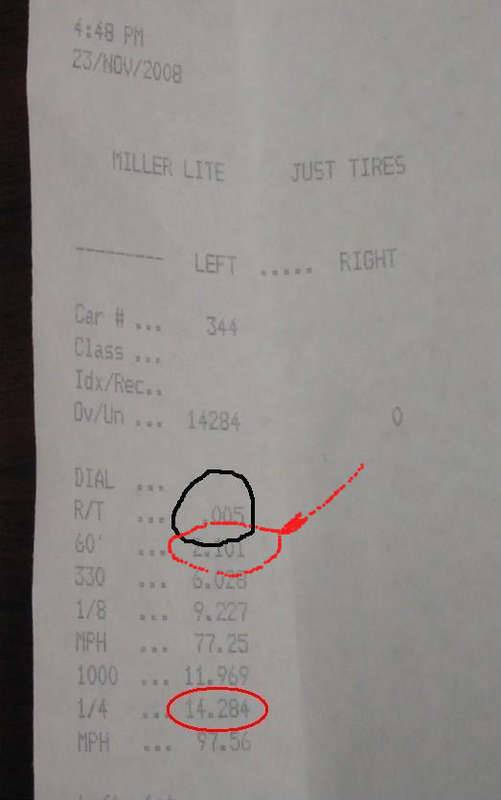 4:48 PM
23/NOV/2008
MILLER LITE JUST TIRES
--------- LEFT ..... RIGHT
Car # ... 344
Class ...
Idx/Rec..
Ov/Un ... 14284 0
DIAL ...
R/T ... .005
60' ... 2.101
330 ... 6.028
1/8 ... 9.227
MPH ... 77.25
1000 ... 11.969
1/4 ... 14.284
MPH ... 97.56